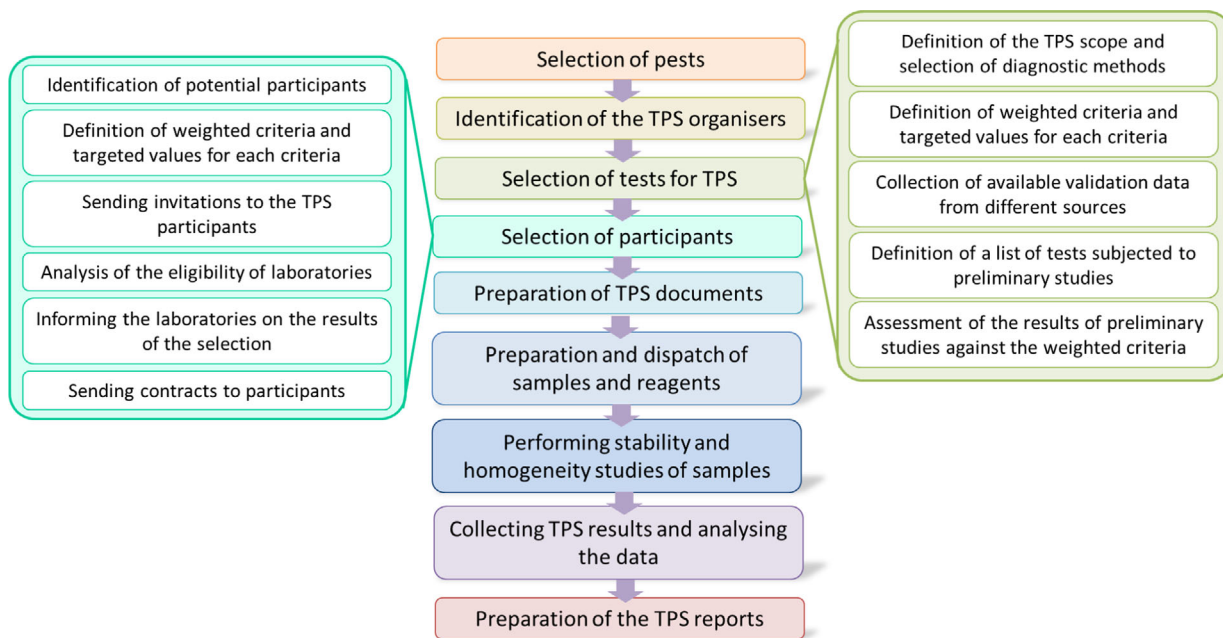 Identification of potential participants
Definition of weighted criteria and
targeted values for each criteria
Sending invitations to the TPS
participants
Analysis of the eligibility of laboratories
Informing the laboratories on the results
of the selection
Sending contracts to participants
Selection of pests
Identification of the TPS organisers
Selection of tests for TPS
Selection of participants
Preparation of TPS documents
Preparation and dispatch of
samples and reagents
Performing stability and
homogeneity studies of samples
Collecting TPS results and analysing
the data
Preparation of the TPS reports
Definition of the TPS scope and
selection of diagnostic methods
Definition of weighted criteria and
targeted values for each criteria
Collection of available validation data
from different sources
Definition of a list of tests subjected to
preliminary studies
Assessment of the results of preliminary
studies against the weighted criteria